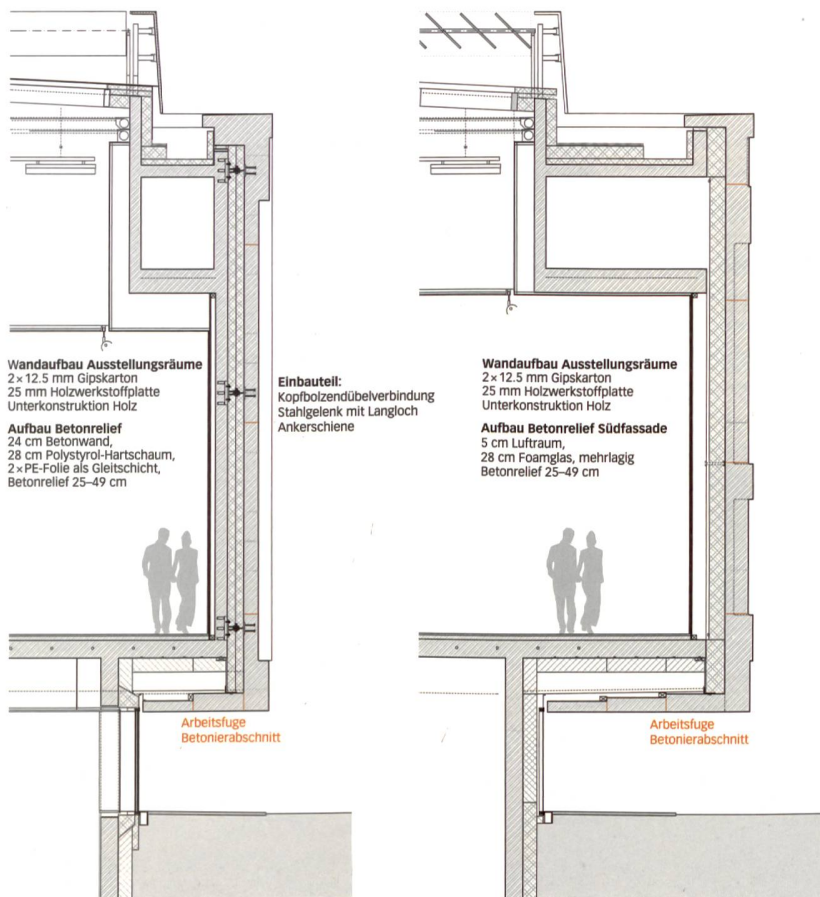 Wandaufbau Ausstellungsräume
2× 12.5 mm Gipskarton
25 mm Holzwerkstoffplatte
Unterkonstruktion Holz
Aufbau Betonrelief
24 cm Betonwand,
28 cm Polystyrol-Hartschaum,
2×PE-Folie als Gleitschicht,
Betonrelief 25–49 cm
Einbauteil:
Kopfbolzendübelverbindung
Stahlgelenk mit Langloch
Ankerschiene
Arbeitsfuge
Betonierabschnitt
Wandaufbau Ausstellungsräume
2× 12.5 mm Gipskarton
25 mm Holzwerkstoffplatte
Unterkonstruktion Holz
Aufbau Betonrelief Südfassade
5 cm Luftraum,
28 cm Foamglas, mehrlagig
Betonrelief 25–49 cm
Arbeitsfuge
Betonierabschnitt